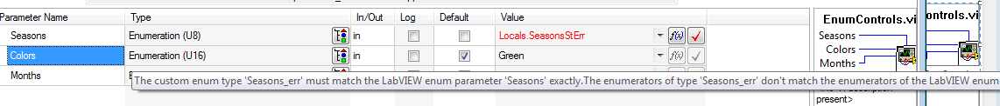 Parameter Name Type In/Out Log Default Value
EnumControls.vi ontrols.vi
Seasons Enumeration (U8) in Locals.SeasonsStErr f(x)
Seasons
Colors Enumeration (U16) in Green f(x)
Colors
Months
Months
The custom enum type 'Seasons_err' must match the LabVIEW enum parameter 'Seasons' exactly.The enumerators of type 'Seasons_err' don't match the enumerators of the LabVIEW enum
present>